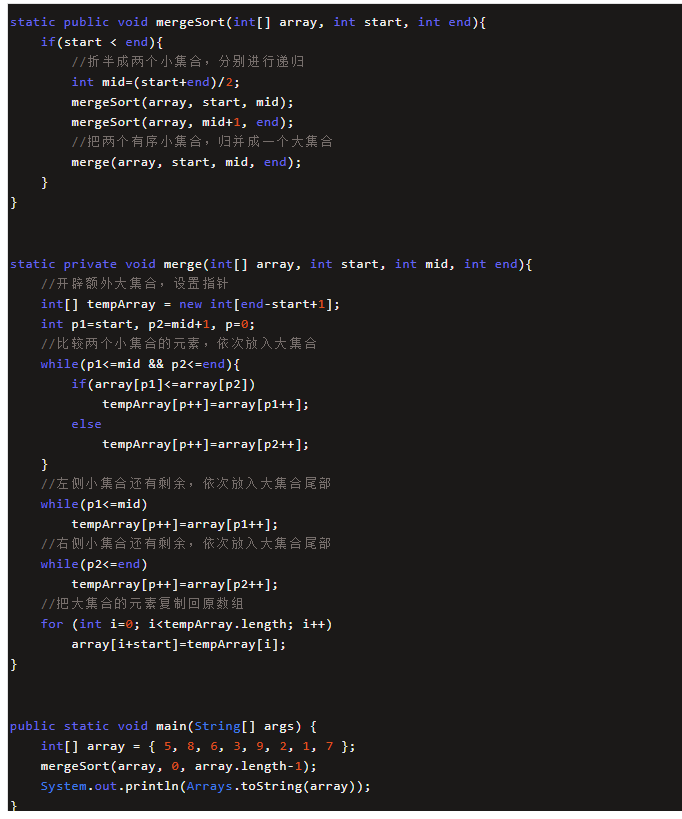 static public void mergeSort(int[] array, int start, int end){
    if(start < end){
        //折半成两个小集合，分别进行递归
        int mid=(start+end)/2;
        mergeSort(array, start, mid);
        mergeSort(array, mid+1, end);
        //把两个有序小集合，归并成一个大集合
        merge(array, start, mid, end);
    }
}
static private void merge(int[] array, int start, int mid, int end){
    //开辟额外大集合，设置指针
    int[] tempArray = new int[end-start+1];
    int p1=start, p2=mid+1, p=0;
    //比较两个小集合的元素，依次放入大集合
    while(p1<=mid && p2<=end){
        if(array[p1]<=array[p2])
            tempArray[p++]=array[p1++];
        else
            tempArray[p++]=array[p2++];
    }
    //左侧小集合还有剩余，依次放入大集合尾部
    while(p1<=mid)
        tempArray[p++]=array[p1++];
    //右侧小集合还有剩余，依次放入大集合尾部
    while(p2<=end)
        tempArray[p++]=array[p2++];
    //把大集合的元素复制回原数组
    for (int i=0; i<tempArray.length; i++)
        array[i+start]=tempArray[i];
}
public static void main(String[] args) {
    int[] array = { 5, 8, 6, 3, 9, 2, 1, 7 };
    mergeSort(array, 0, array.length-1);
    System.out.println(Arrays.toString(array));
}